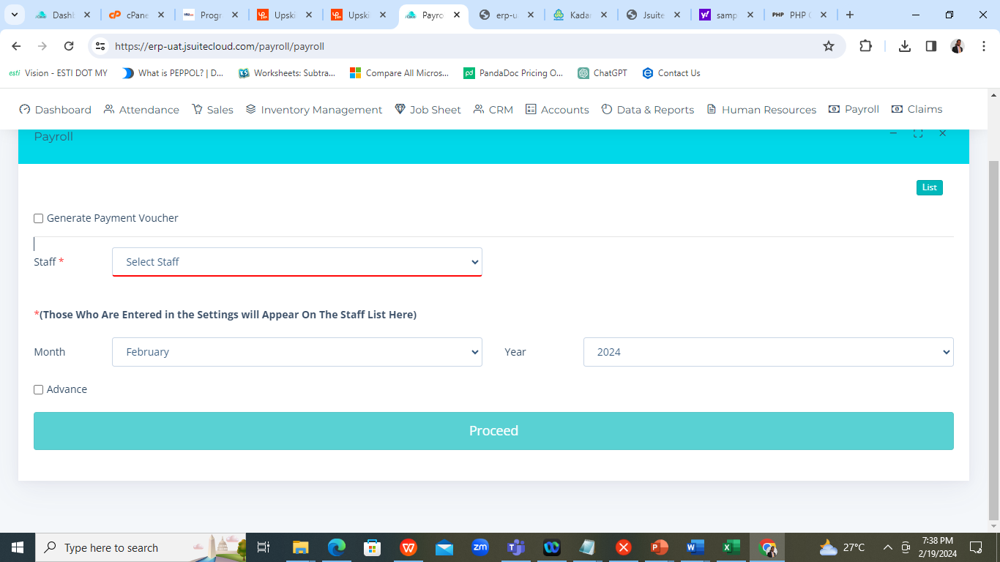 Dashb
cPane
Progr
Upski
Upski
Payro
erp-u
Kadar
Jsuite
samp
PHP
PHP
https://erp-uat.jsuitecloud.com/payroll/payroll
esti Vision - ESTI DOT MY
What is PEPPOL? | D...
Worksheets: Subtra...
Compare All Micros...
pd PandaDoc Pricing O...
ChatGPT
Contact Us
Dashboard
Attendance
Sales
Inventory Management
Job Sheet
CRM
Accounts
Data & Reports
Human Resources
Payroll
Claims
Payroll
List
Generate Payment Voucher
Staff *
Select Staff
*(Those Who Are Entered in the Settings will Appear On The Staff List Here)
Month
February
Year
2024
Advance
Proceed
Type here to search
zm
27°C
7:38 PM
2/19/2024